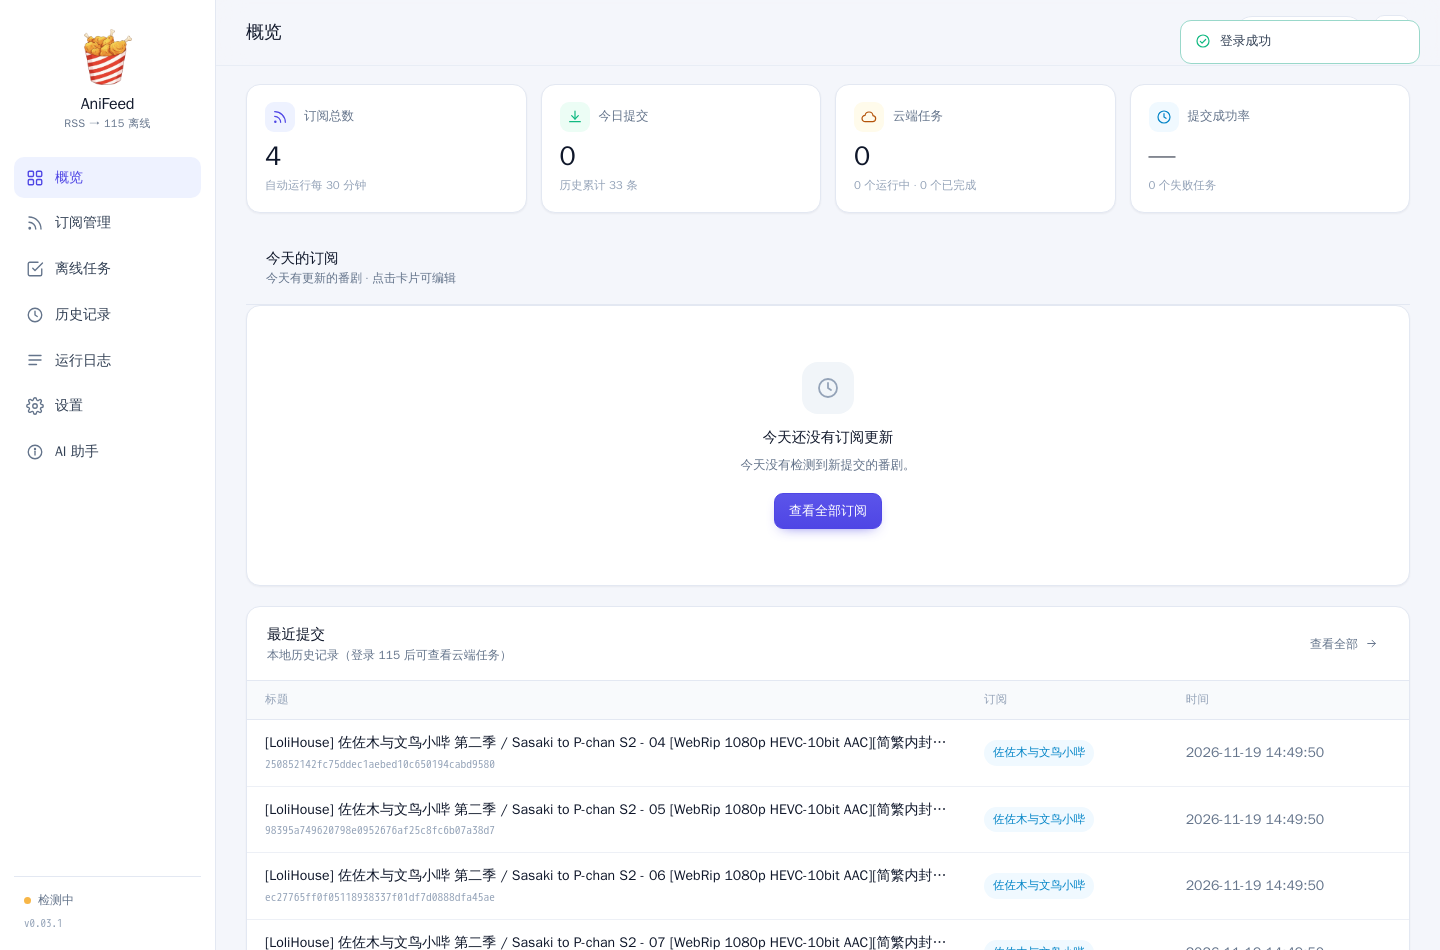 AniFeed
RSS → 115 离线
概览
订阅管理
离线任务
历史记录
运行日志
设置
AI 助手
检测中
v0.03.1
概览
登录成功
订阅总数
4
自动运行每 30 分钟
今日提交
0
历史累计 33 条
云端任务
0
0 个运行中 · 0 个已完成
提交成功率
—
0 个失败任务
今天的订阅
今天有更新的番剧 · 点击卡片可编辑
今天还没有订阅更新
今天没有检测到新提交的番剧。
查看全部订阅
最近提交
本地历史记录（登录 115 后可查看云端任务）
查看全部 →
标题 订阅 时间
[LoliHouse] 佐佐木与文鸟小哔 第二季 / Sasaki to P-chan S2 - 04 [WebRip 1080p HEVC-10bit AAC][简繁内封… 佐佐木与文鸟小哔 2026-11-19 14:49:50
250852142fc75ddec1aebed10c650194cabd9580
[LoliHouse] 佐佐木与文鸟小哔 第二季 / Sasaki to P-chan S2 - 05 [WebRip 1080p HEVC-10bit AAC][简繁内封… 佐佐木与文鸟小哔 2026-11-19 14:49:50
98395a749620798e0952676af25c8fc6b07a38d7
[LoliHouse] 佐佐木与文鸟小哔 第二季 / Sasaki to P-chan S2 - 06 [WebRip 1080p HEVC-10bit AAC][简繁内封… 佐佐木与文鸟小哔 2026-11-19 14:49:50
ec27765ff0f05118938337f01df7d0888dfa45ae
[LoliHouse] 佐佐木与文鸟小哔 第二季 / Sasaki to P-chan S2 - 07 [WebRip 1080p HEVC-10bit AAC][简繁内封… 佐佐木与文鸟小哔 2026-11-19 14:49:50